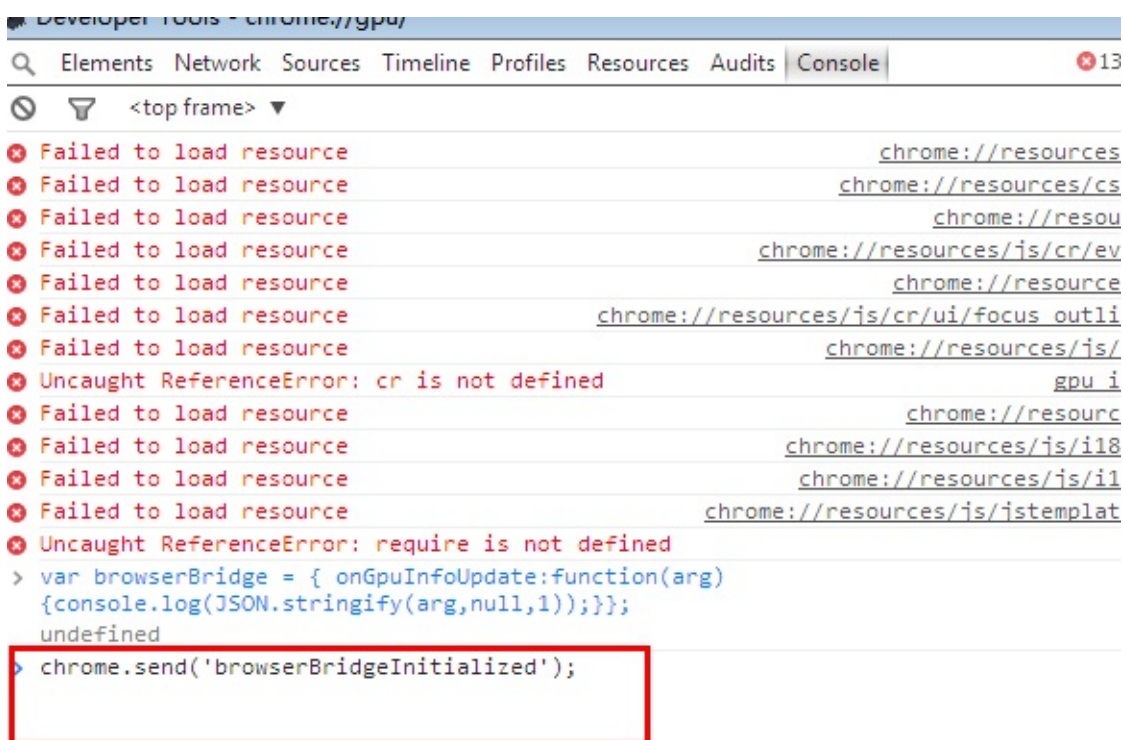 Developer Tools - chrome://gpu/
Elements Network Sources Timeline Profiles Resources Audits Console 13
<top frame> ▼
Failed to load resource chrome://resources
Failed to load resource chrome://resources/cs
Failed to load resource chrome://resou
Failed to load resource chrome://resources/js/cr/ev
Failed to load resource chrome://resource
Failed to load resource chrome://resources/js/cr/ui/focus_outli
Failed to load resource chrome://resources/js/
Uncaught ReferenceError: cr is not defined gpu_i
Failed to load resource chrome://resourc
Failed to load resource chrome://resources/js/i18
Failed to load resource chrome://resources/js/i1
Failed to load resource chrome://resources/js/jstemplat
Uncaught ReferenceError: require is not defined
> var browserBridge = { onGpuInfoUpdate:function(arg)
{console.log(JSON.stringify(arg,null,1));}};
undefined
> chrome.send('browserBridgeInitialized');